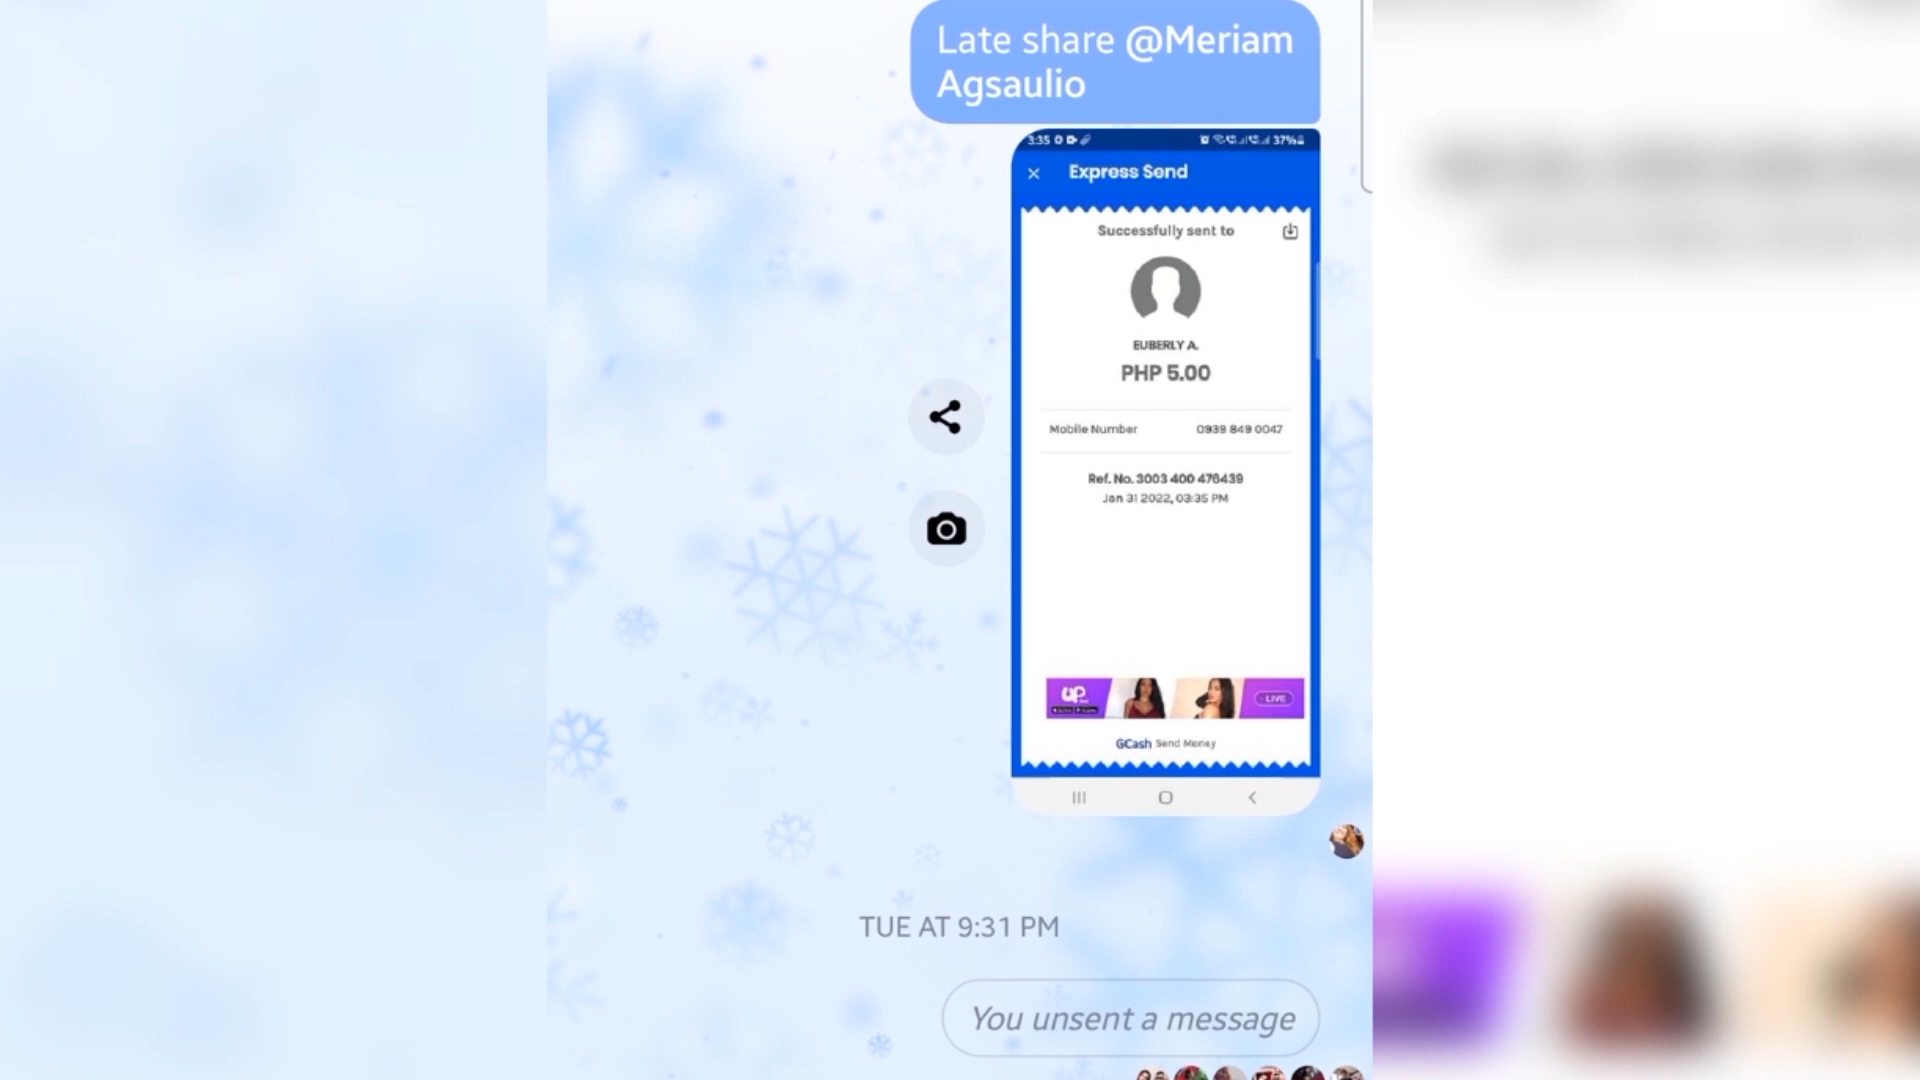 Late share @Meriam
Agsaulio
3:35 37%
Express Send
Successfully sent to
EUBERLY A.
PHP 5.00
Mobile Number 0939 849 0047
Ref. No. 3003 400 476439
Jan 31 2022, 03:35 PM
UP
LIVE
GCash Send Money
TUE AT 9:31 PM
You unsent a message